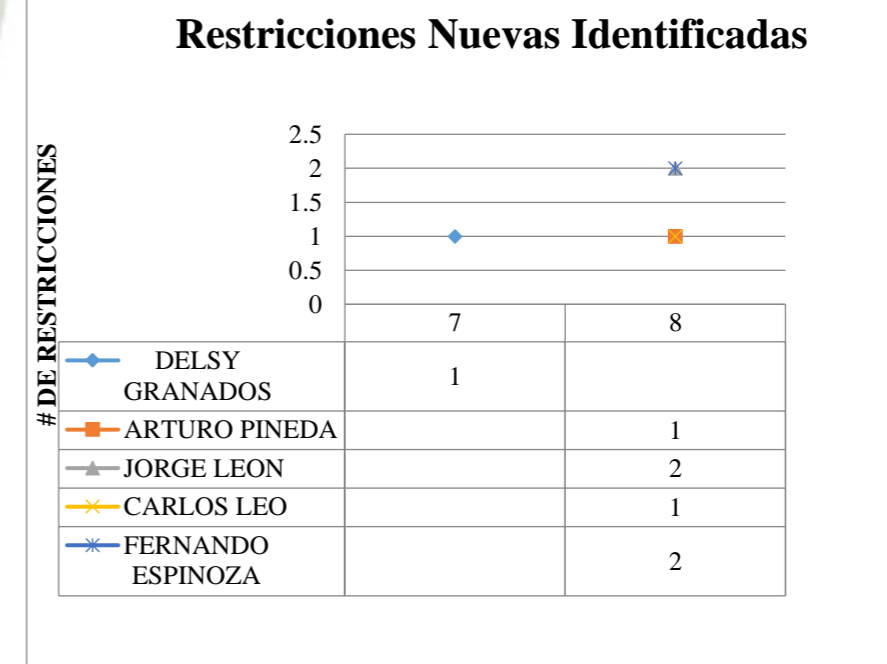 Restricciones Nuevas Identificadas
# DE RESTRICCIONES
2.5
2
1.5
1
0.5
0
7 8
DELSY
GRANADOS 1
ARTURO PINEDA 1
JORGE LEON 2
CARLOS LEO 1
FERNANDO
ESPINOZA 2